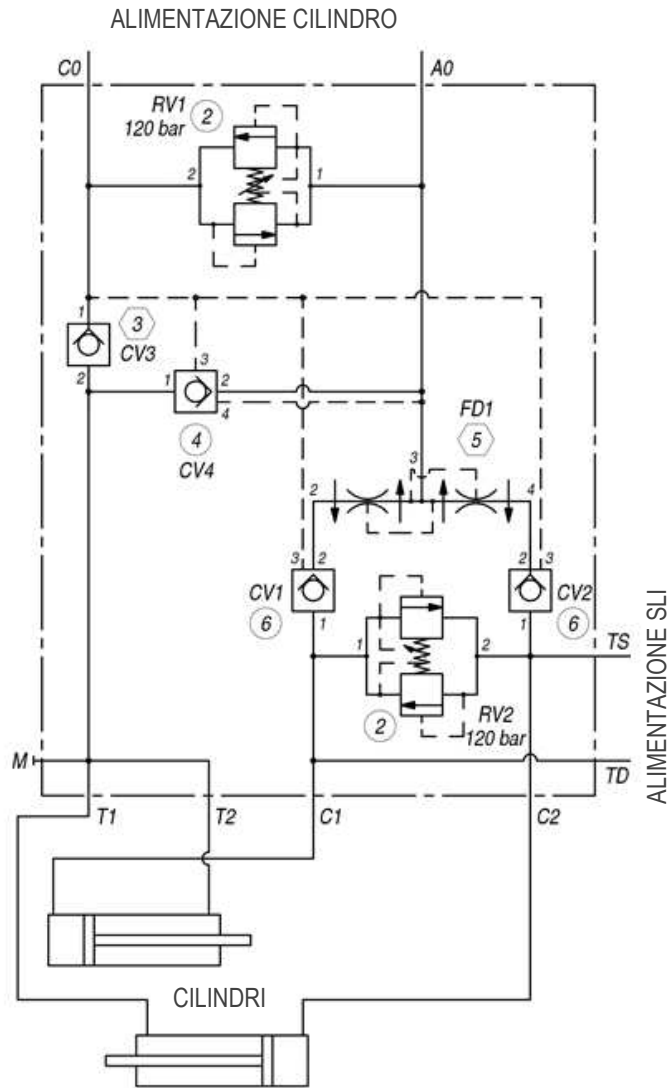 ALIMENTAZIONE CILINDRO
C0
A0
RV1
120 bar
2
2
1
1
3
CV3
2
3
1
2
4
4
CV4
FD1
5
3
2
4
3
2
CV1
6
1
2
3
CV2
6
1
1
2
2
RV2
120 bar
TS
TD
ALIMENTAZIONE SLI
M
T1
T2
C1
C2
CILINDRI